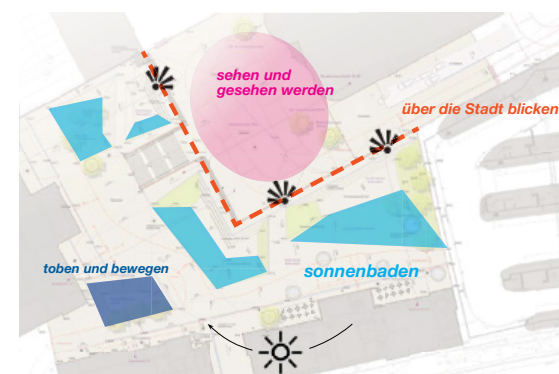 sehen und
gesehen werden
über die Stadt blicken
toben und bewegen
sonnenbaden